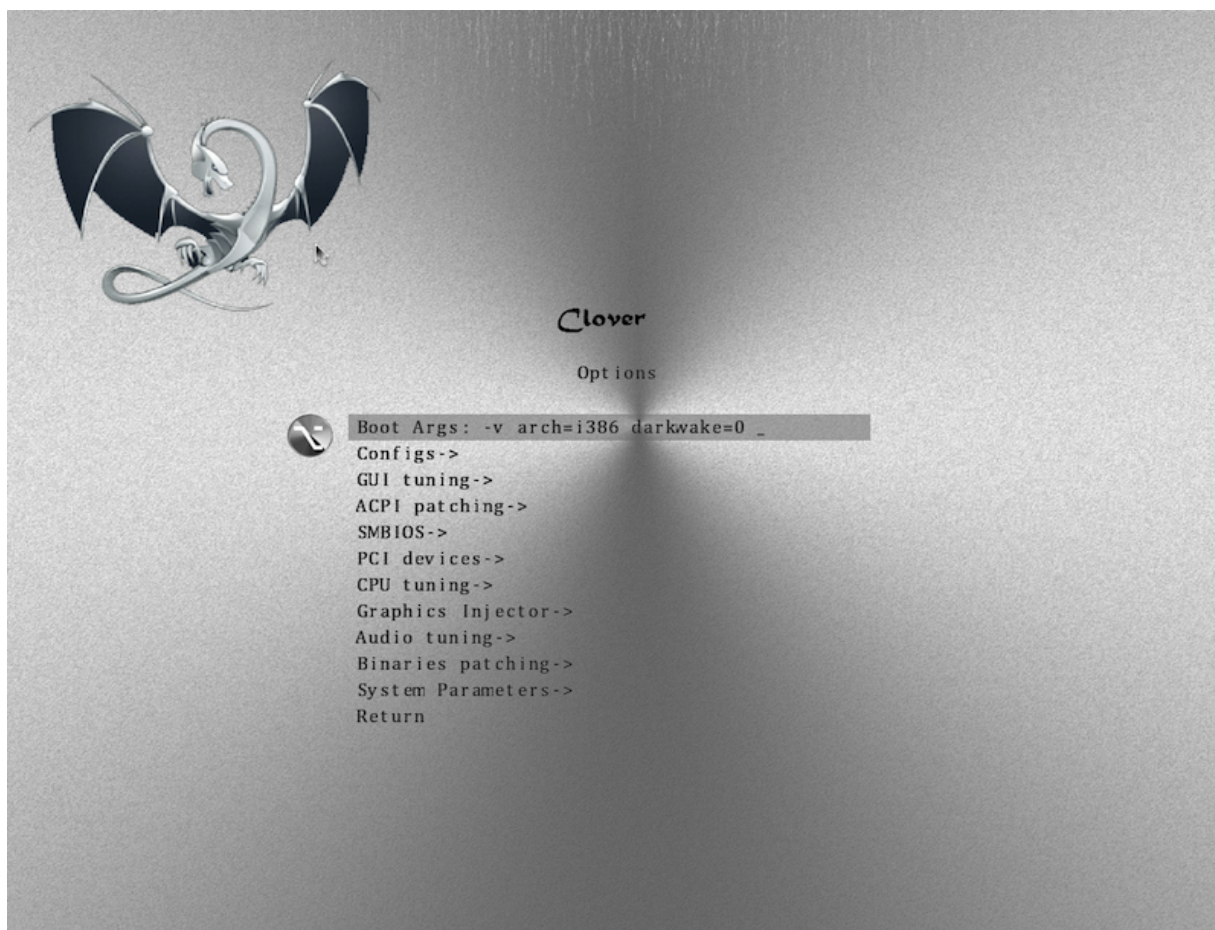 Clover
Options
Boot Args: -v arch=i386 darkwake=0 _
Configs->
GUI tuning->
ACPI patching->
SMBIOS->
PCI devices->
CPU tuning->
Graphics Injector->
Audio tuning->
Binaries patching->
System Parameters->
Return